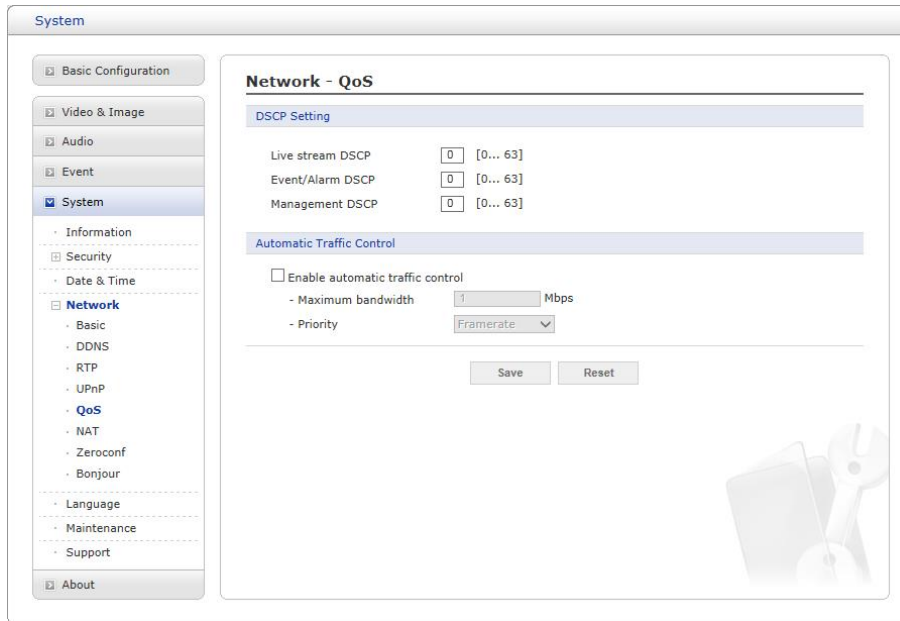 System
Basic Configuration
Video & Image
Audio
Event
System
Information
Security
Date & Time
Network
Basic
DDNS
RTP
UPnP
QoS
NAT
Zeroconf
Bonjour
Language
Maintenance
Support
About
Network - QoS
DSCP Setting
Live stream DSCP 0 [0... 63]
Event/Alarm DSCP 0 [0... 63]
Management DSCP 0 [0... 63]
Automatic Traffic Control
Enable automatic traffic control
- Maximum bandwidth 1 Mbps
- Priority Framerate
Save Reset